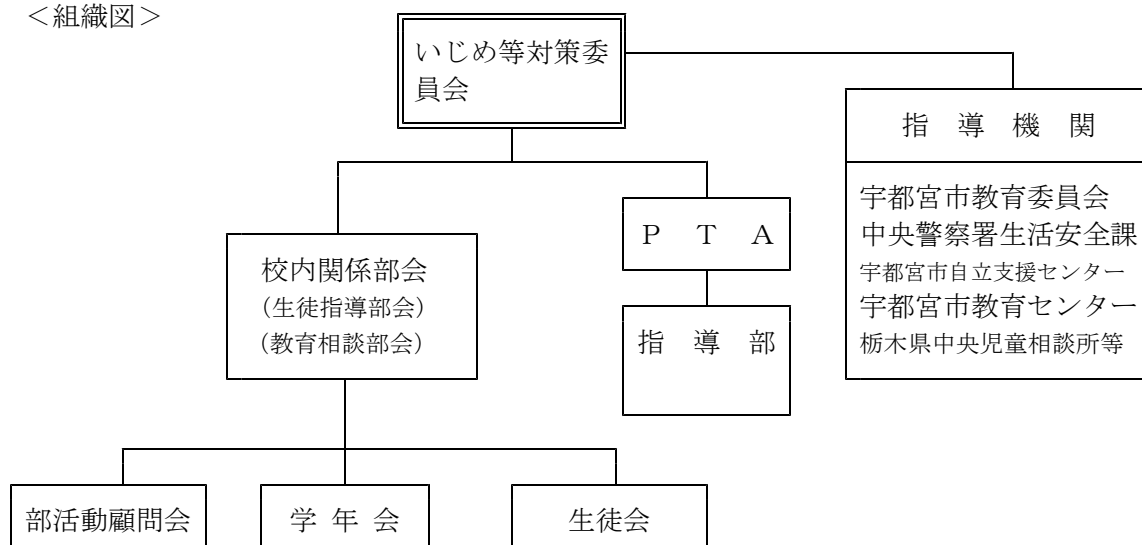 ＜組織図＞
いじめ等対策委
員会
指　導　機　関
宇都宮市教育委員会
中央警察署生活安全課
宇都宮市自立支援センター
宇都宮市教育センター
栃木県中央児童相談所等
Ｐ　Ｔ　Ａ
指　導　部
校内関係部会
（生徒指導部会）
（教育相談部会）
部活動顧問会
学 年 会
生徒会